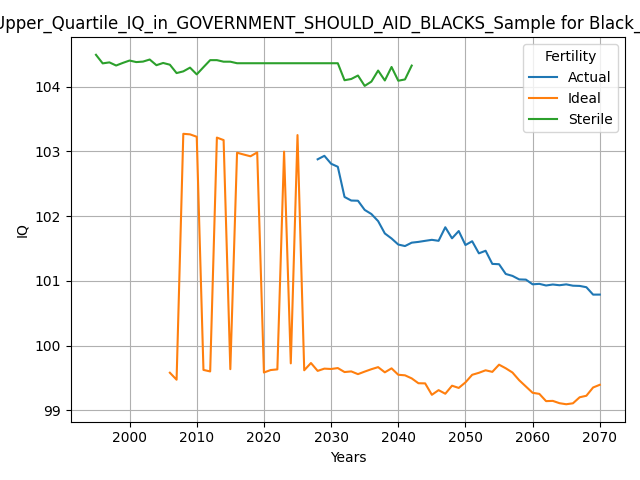 Upper_Quartile_IQ_in_GOVERNMENT_SHOULD_AID_BLACKS_Sample for Black_
Fertility
Actual
Ideal
Sterile
IQ
104
103
102
101
100
99
2000 2010 2020 2030 2040 2050 2060 2070
Years